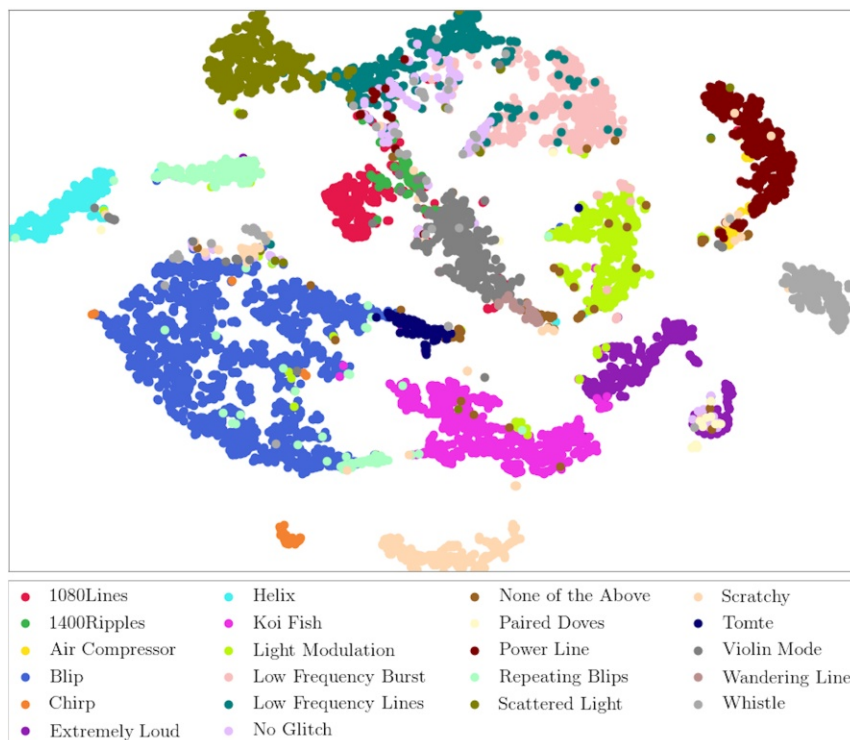 1080Lines
Helix
None of the Above
Scratchy
1400Ripples
Koi Fish
Paired Doves
Tomte
Air Compressor
Light Modulation
Power Line
Violin Mode
Blip
Low Frequency Burst
Repeating Blips
Wandering Line
Chirp
Low Frequency Lines
Scattered Light
Whistle
Extremely Loud
No Glitch